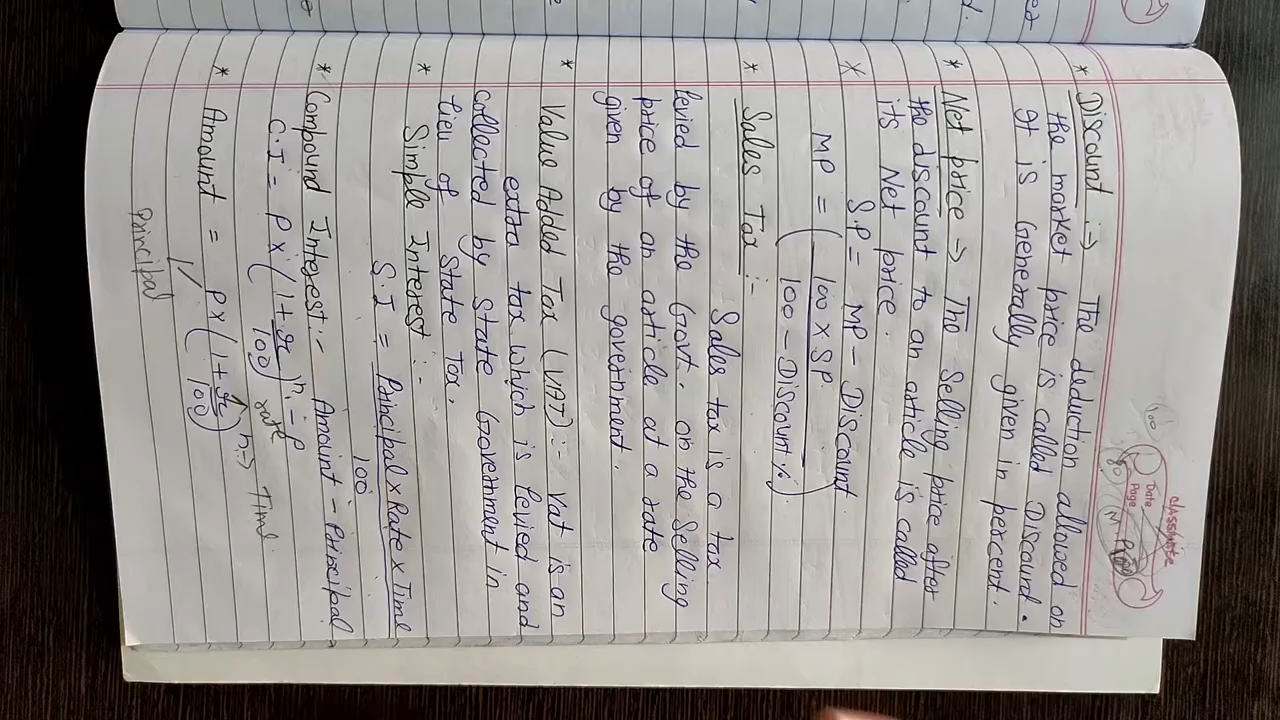 classmate
Date
Page
100
* Discount :→ The deduction allowed on
the market price is called Discount.
It is Generally given in percent.
* Net price → The Selling price after
the discount to an article is called
its Net price.
S.P = MP - Discount
* MP = ( 100 × SP
100 - Discount % )
* Sales Tax :-
Sales tax is a tax
levied by the Govt. on the Selling
price of an article at a rate
given by the government.
* Value Added Tax (VAT) :- Vat is an
extra tax which is levied and
collected by State Government in
lieu of State Tax.
* Simple Interest :-
S.I = Principal × Rate × Time
100
* Compound Interest :- Amount - Principal
C.I = P × ( 1 + r
100 )n - P
rate
* Amount = P × ( 1 + r
100 ) n → Time
Principal